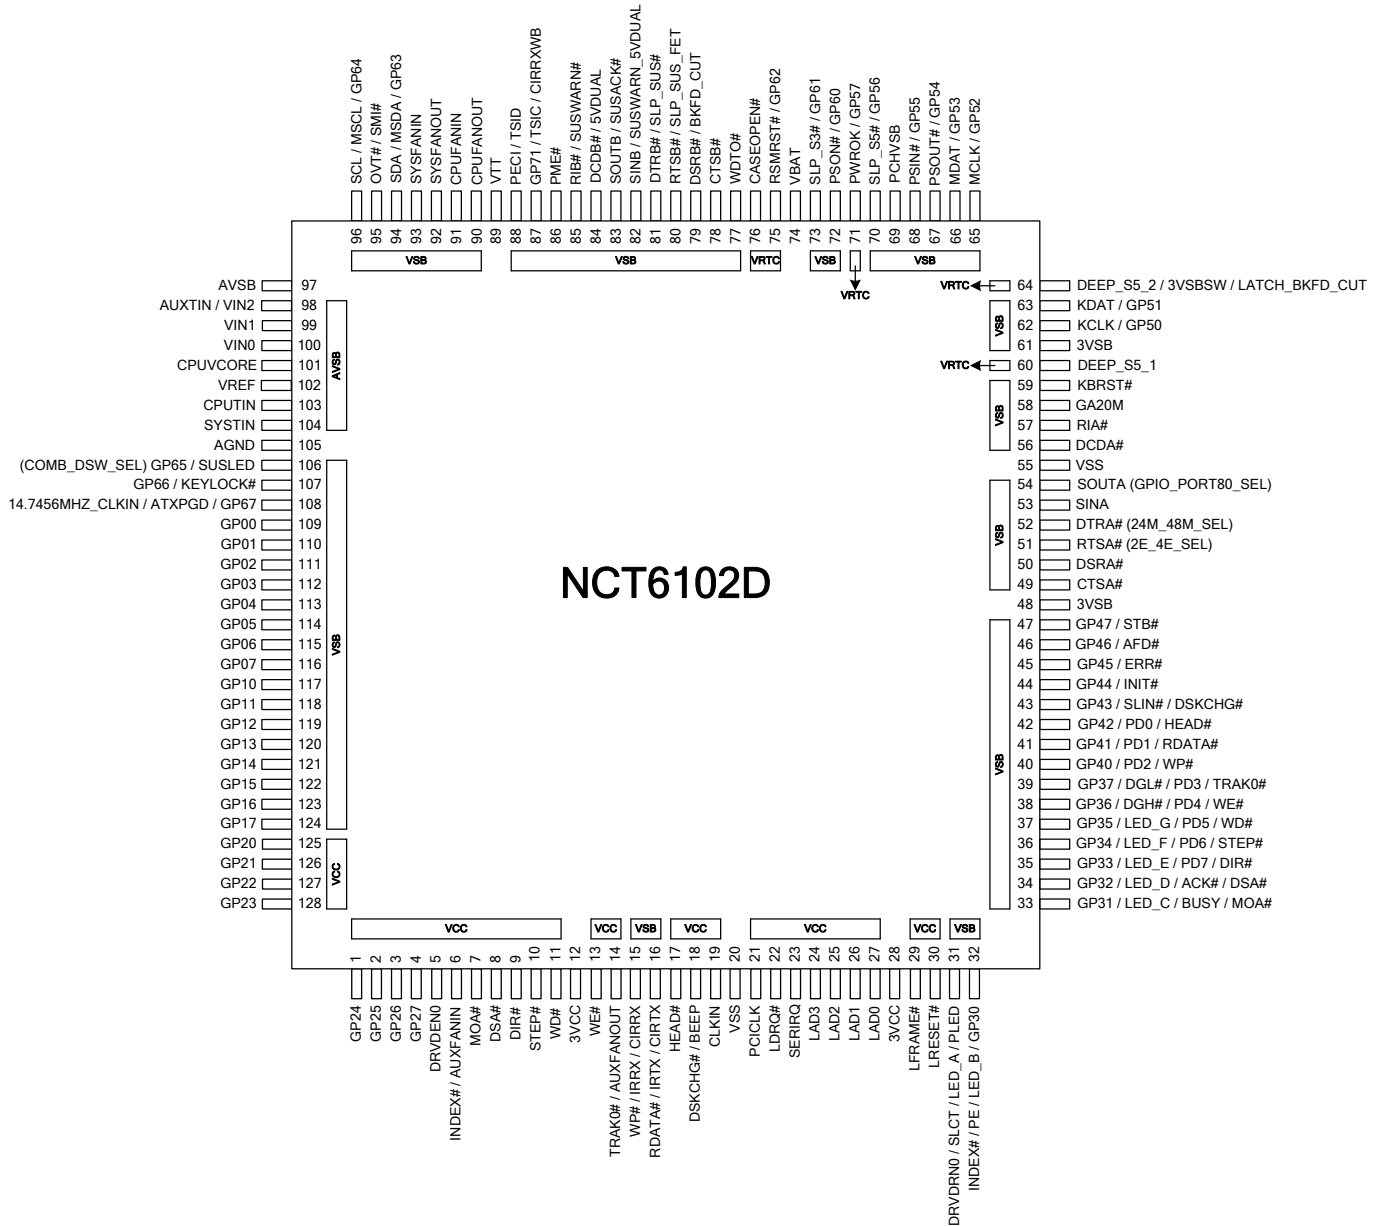 SCL / MSCL / GP64
OVT# / SMI#
SDA / MSDA / GP63
SYSFANIN
SYSFANOUT
CPUFANIN
CPUFANOUT
VTT
PECI / TSID
GP71 / TSIC / CIRRXWB
PME#
RIB# / SUSWARN#
DCDB# / 5VDUAL
SOUTB / SUSACK#
SINB / SUSWARN_5VDUAL
DTRB# / SLP_SUS#
RTSB# / SLP_SUS_FET
DSRB# / BKFD_CUT
CTSB#
WDTO#
CASEOPEN#
RSMRST# / GP62
VBAT
SLP_S3# / GP61
PSON# / GP60
PWROK / GP57
SLP_S5# / GP56
PCHVSB
PSIN# / GP55
PSOUT# / GP54
MDAT / GP53
MCLK / GP52
96 95 94 93 92 91 90 89 88 87 86 85 84 83 82 81 80 79 78 77 76 75 74 73 72 71 70 69 68 67 66 65
VSB VSB VRTC VSB VSB
VRTC
AVSB 97
AUXTIN / VIN2 98
VIN1 99
VIN0 100
CPUVCORE 101
VREF 102
CPUTIN 103
SYSTIN 104
AGND 105
(COMB_DSW_SEL) GP65 / SUSLED 106
GP66 / KEYLOCK# 107
14.7456MHZ_CLKIN / ATXPGD / GP67 108
GP00 109
GP01 110
GP02 111
GP03 112
GP04 113
GP05 114
GP06 115
GP07 116
GP10 117
GP11 118
GP12 119
GP13 120
GP14 121
GP15 122
GP16 123
GP17 124
GP20 125
GP21 126
GP22 127
GP23 128
AVSB
VSB
VCC
NCT6102D
VRTC 64 DEEP_S5_2 / 3VSBSW / LATCH_BKFD_CUT
63 KDAT / GP51
62 KCLK / GP50
61 3VSB
VRTC 60 DEEP_S5_1
59 KBRST#
58 GA20M
57 RIA#
56 DCDA#
55 VSS
54 SOUTA (GPIO_PORT80_SEL)
53 SINA
52 DTRA# (24M_48M_SEL)
51 RTSA# (2E_4E_SEL)
50 DSRA#
49 CTSA#
48 3VSB
47 GP47 / STB#
46 GP46 / AFD#
45 GP45 / ERR#
44 GP44 / INIT#
43 GP43 / SLIN# / DSKCHG#
42 GP42 / PD0 / HEAD#
41 GP41 / PD1 / RDATA#
40 GP40 / PD2 / WP#
39 GP37 / DGL# / PD3 / TRAK0#
38 GP36 / DGH# / PD4 / WE#
37 GP35 / LED_G / PD5 / WD#
36 GP34 / LED_F / PD6 / STEP#
35 GP33 / LED_E / PD7 / DIR#
34 GP32 / LED_D / ACK# / DSA#
33 GP31 / LED_C / BUSY / MOA#
VSB
VSB
VSB
VSB
VCC VCC VSB VCC VCC VCC VSB
1 2 3 4 5 6 7 8 9 10 11 12 13 14 15 16 17 18 19 20 21 22 23 24 25 26 27 28 29 30 31 32
GP24
GP25
GP26
GP27
DRVDEN0
INDEX# / AUXFANIN
MOA#
DSA#
DIR#
STEP#
WD#
3VCC
WE#
TRAK0# / AUXFANOUT
WP# / IRRX / CIRRX
RDATA# / IRTX / CIRTX
HEAD#
DSKCHG# / BEEP
CLKIN
VSS
PCICLK
LDRQ#
SERIRQ
LAD3
LAD2
LAD1
LAD0
3VCC
LFRAME#
LRESET#
DRVDRN0 / SLCT / LED_A / PLED
INDEX# / PE / LED_B / GP30